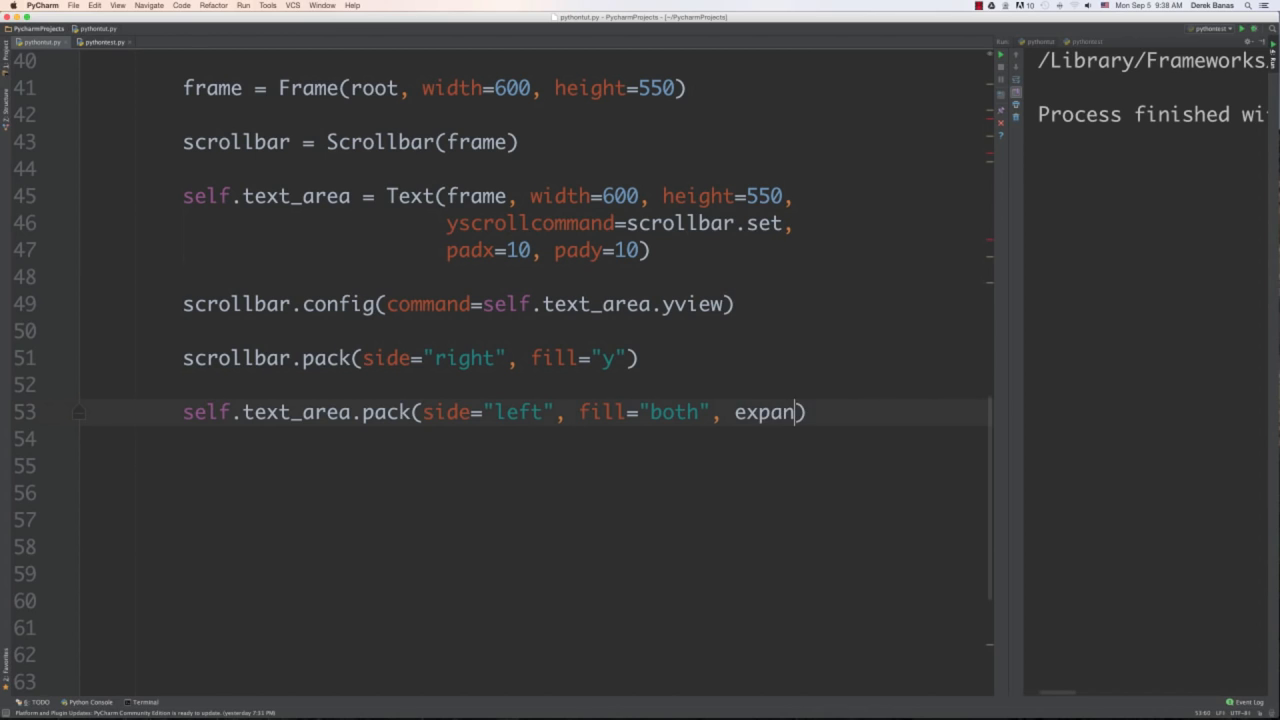 PyCharm File Edit View Navigate Code Refactor Run Tools VCS Window Help 10 Mon Sep 5 9:38 AM Derek Banas
pythontut.py - PycharmProjects - [~/PycharmProjects]
PycharmProjects pythontut.py pythontest
pythontut.py pythontest.py Run: pythontut pythontest
40 /Library/Frameworks
41 frame = Frame(root, width=600, height=550)
42 Process finished wi
43 scrollbar = Scrollbar(frame)
44
45 self.text_area = Text(frame, width=600, height=550,
46 yscrollcommand=scrollbar.set,
47 padx=10, pady=10)
48
49 scrollbar.config(command=self.text_area.yview)
50
51 scrollbar.pack(side="right", fill="y")
52
53 self.text_area.pack(side="left", fill="both", expan)
54
55
56
57
58
59
60
61
62
63
1: Project
7: Structure
2: Favorites
4: Run
6: TODO Python Console Terminal Event Log
Platform and Plugin Updates: PyCharm Community Edition is ready to update. (yesterday 7:51 PM) 53:60 LF÷ UTF-8÷